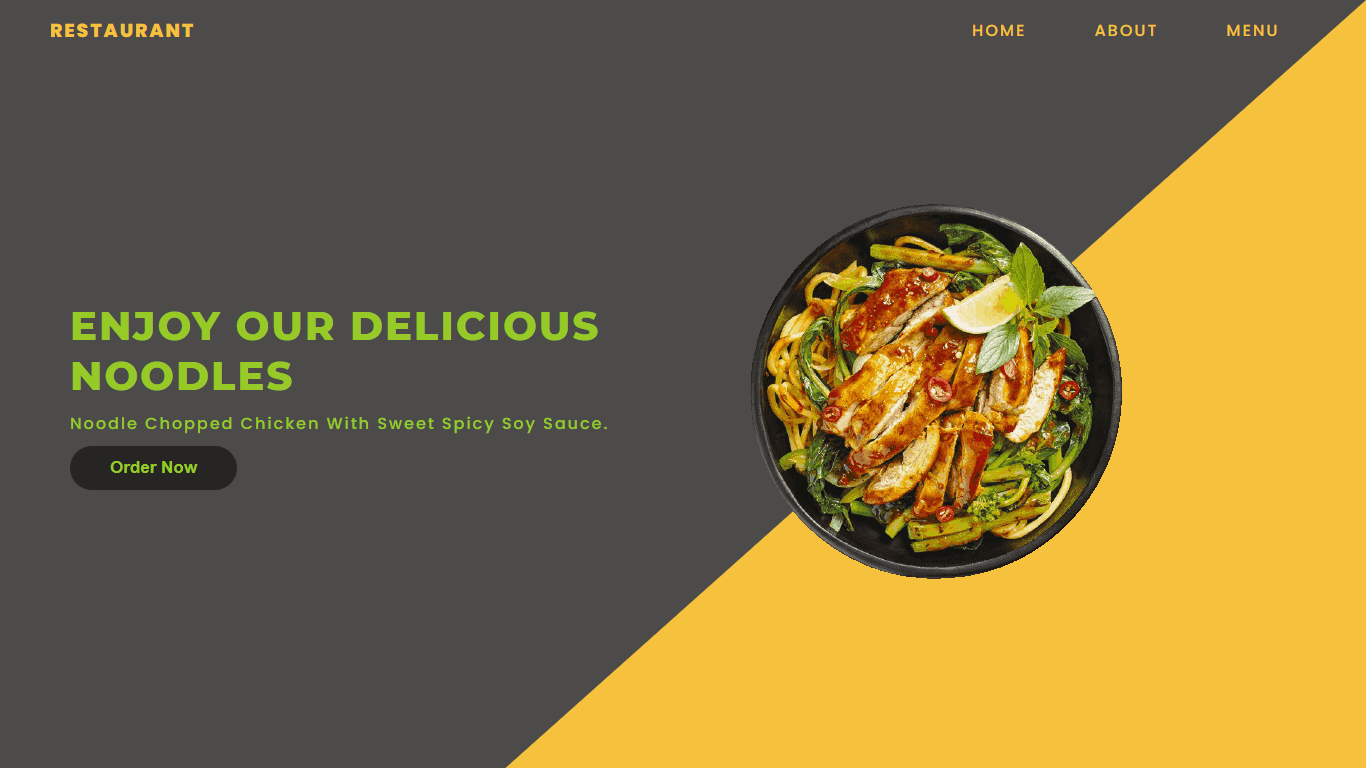 RESTAURANT
HOME ABOUT MENU
ENJOY OUR DELICIOUS
NOODLES
Noodle Chopped Chicken With Sweet Spicy Soy Sauce.
Order Now